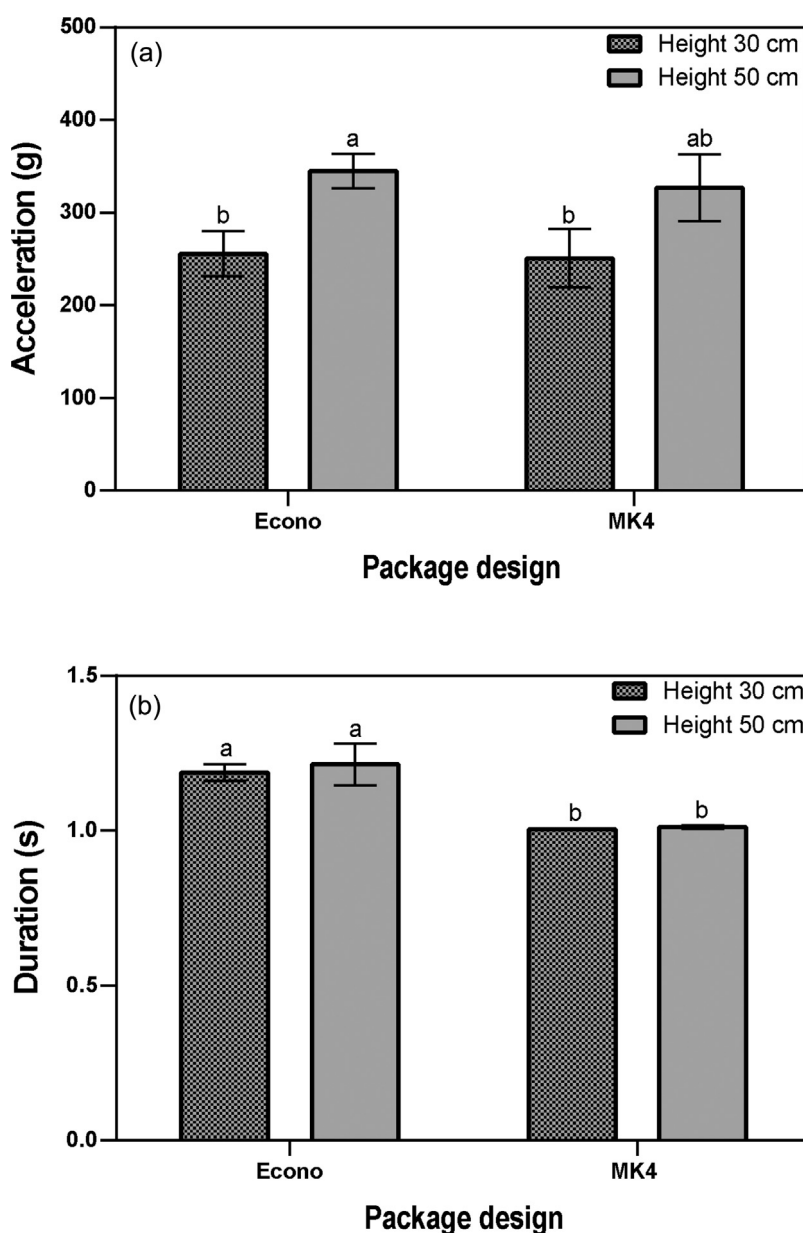 (a)
Height 30 cm
Height 50 cm
Acceleration (g)
500
400
300
200
100
0
b
a
b
ab
Econo
MK4
Package design
(b)
Height 30 cm
Height 50 cm
Duration (s)
1.5
1.0
0.5
0.0
a
a
b
b
Econo
MK4
Package design